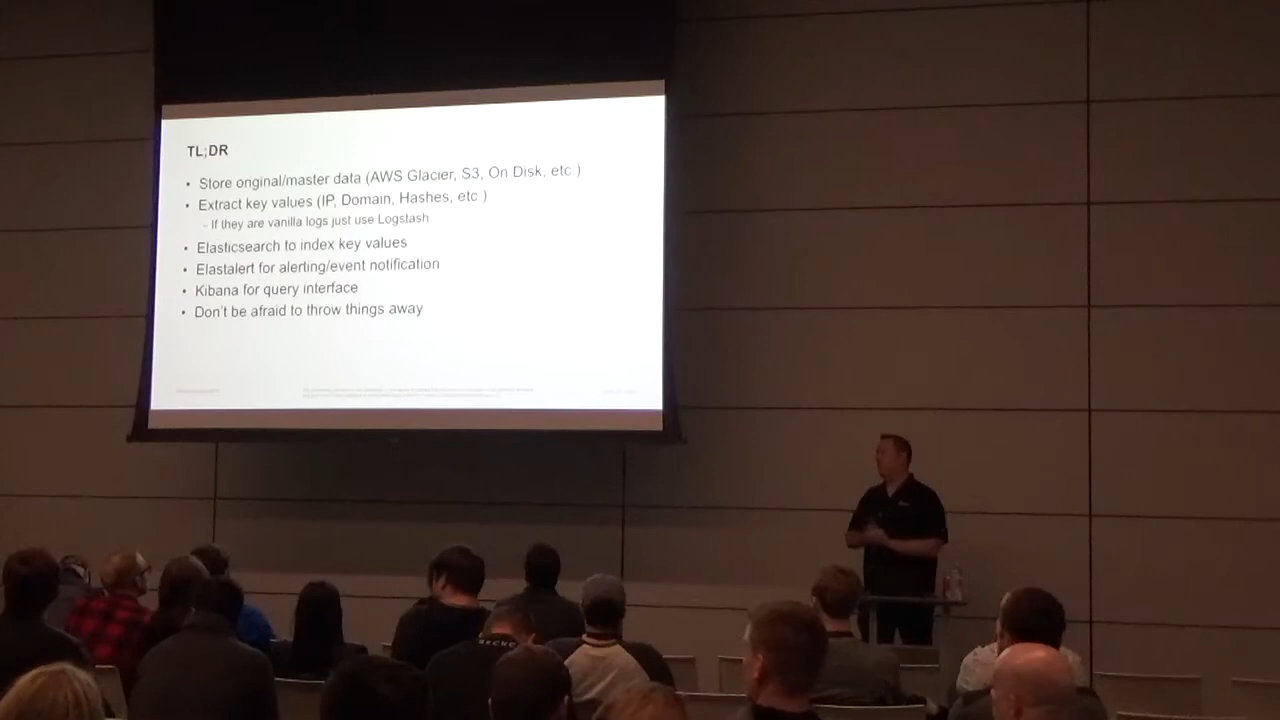 TL;DR
• Store original/master data (AWS Glacier, S3, On Disk, etc.)
• Extract key values (IP, Domain, Hashes, etc.)
- If they are vanilla logs just use Logstash
• Elasticsearch to index key values
• Elastalert for alerting/event notification
• Kibana for query interface
• Don't be afraid to throw things away